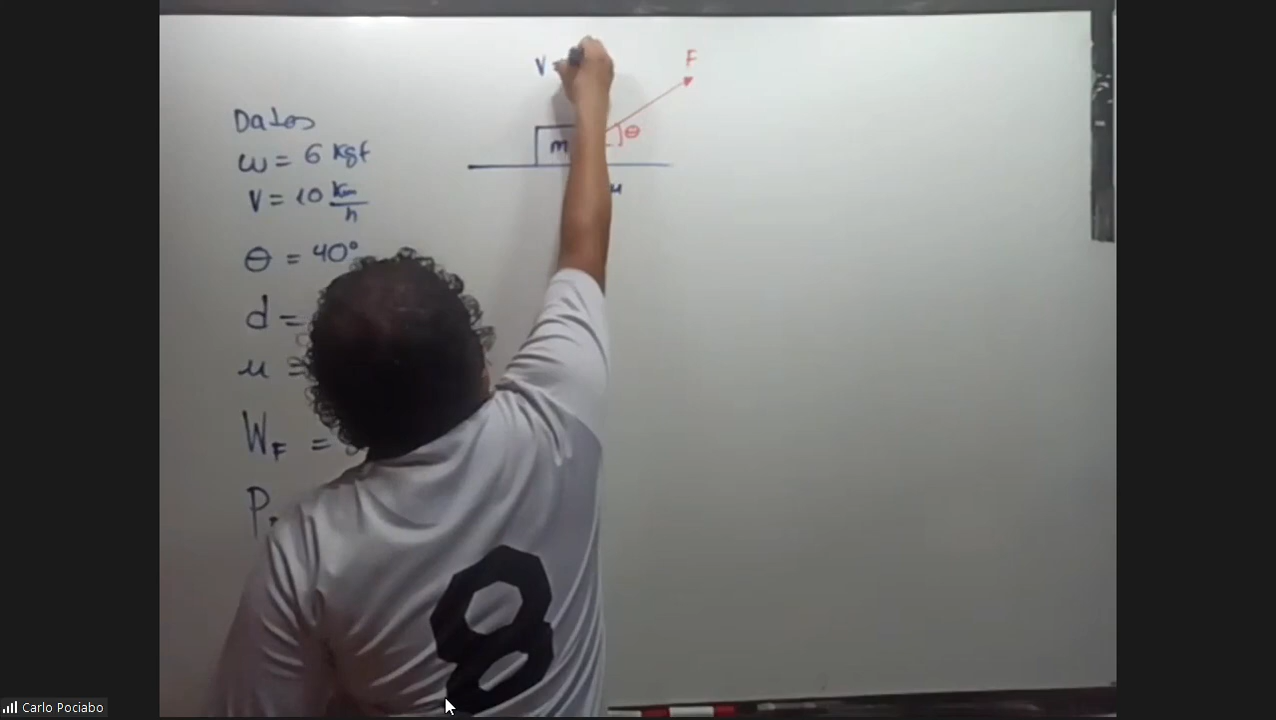 V
F
θ
m
μ
Datos
ω = 6 Kgf
V = 10 Km/h
θ = 40°
d =
μ =
W_F =
P
8
Carlo Pociabo